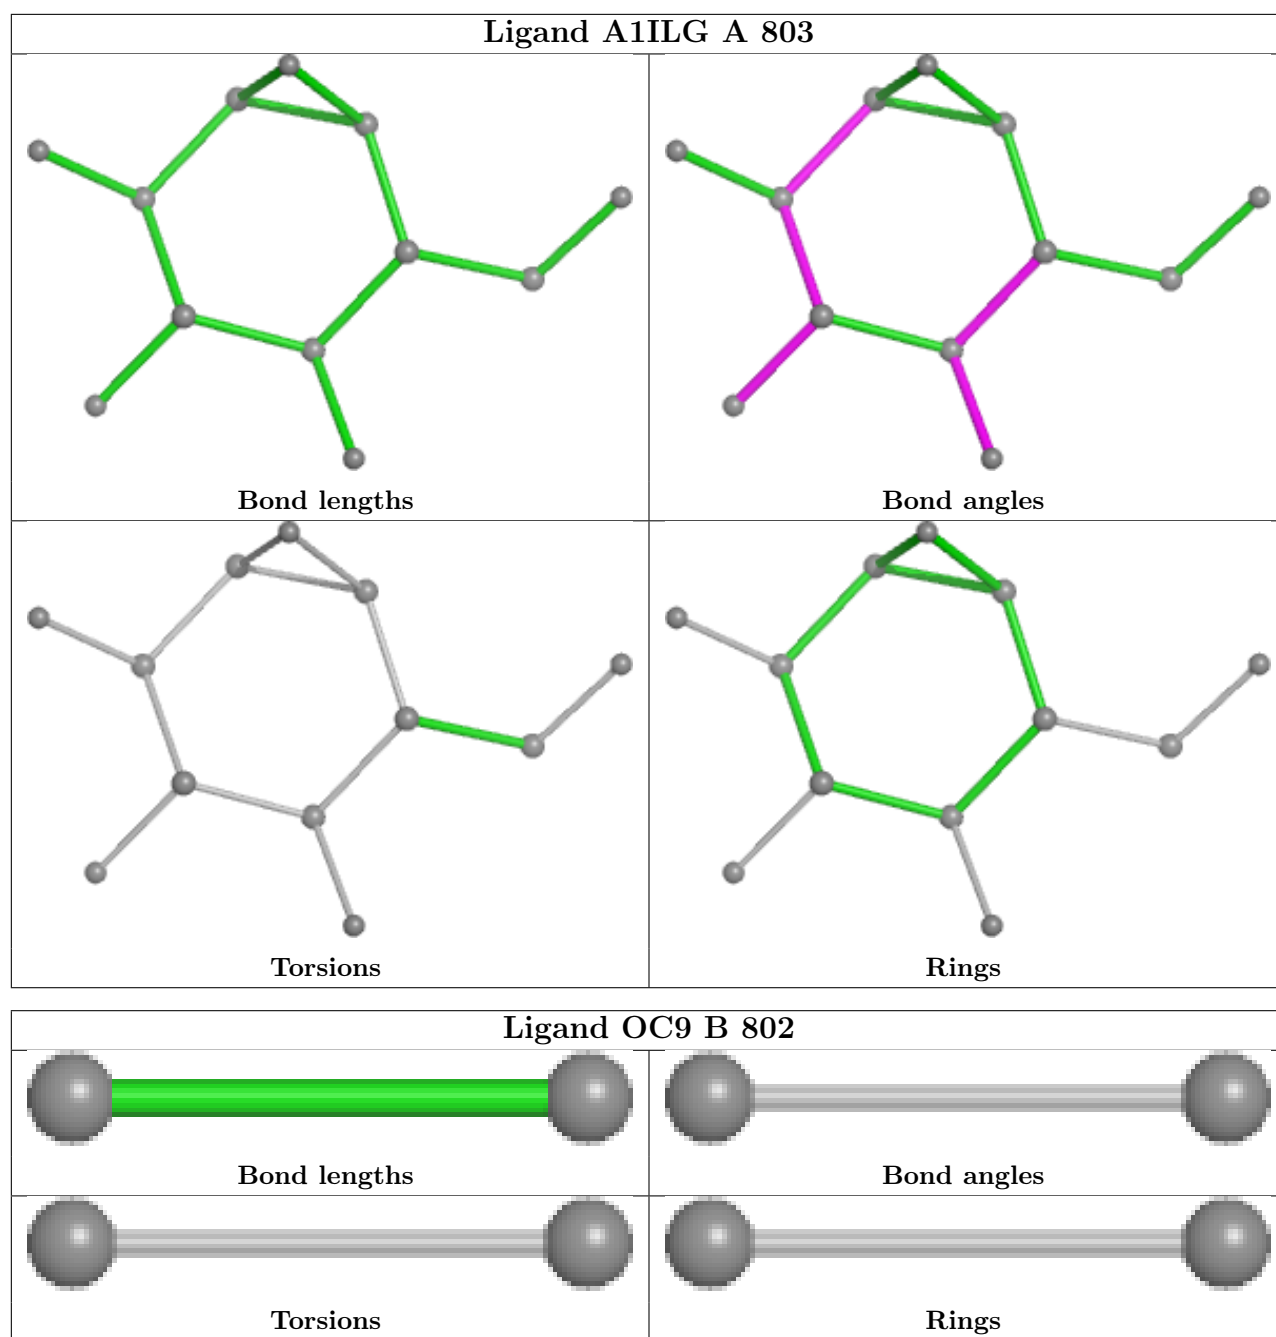 Ligand A1ILG A 803
Bond lengths
Bond angles
Torsions
Rings
Ligand OC9 B 802
Bond lengths
Bond angles
Torsions
Rings